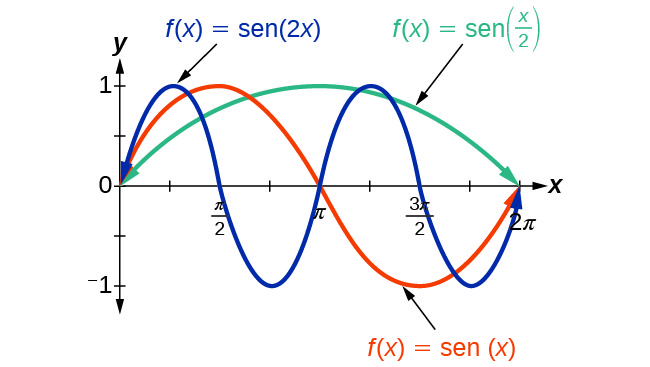 f(x) = sen(2x)
f(x) = sen(x/2)
y
1
0
x
π/2
π
3π/2
2π
−1
f(x) = sen (x)